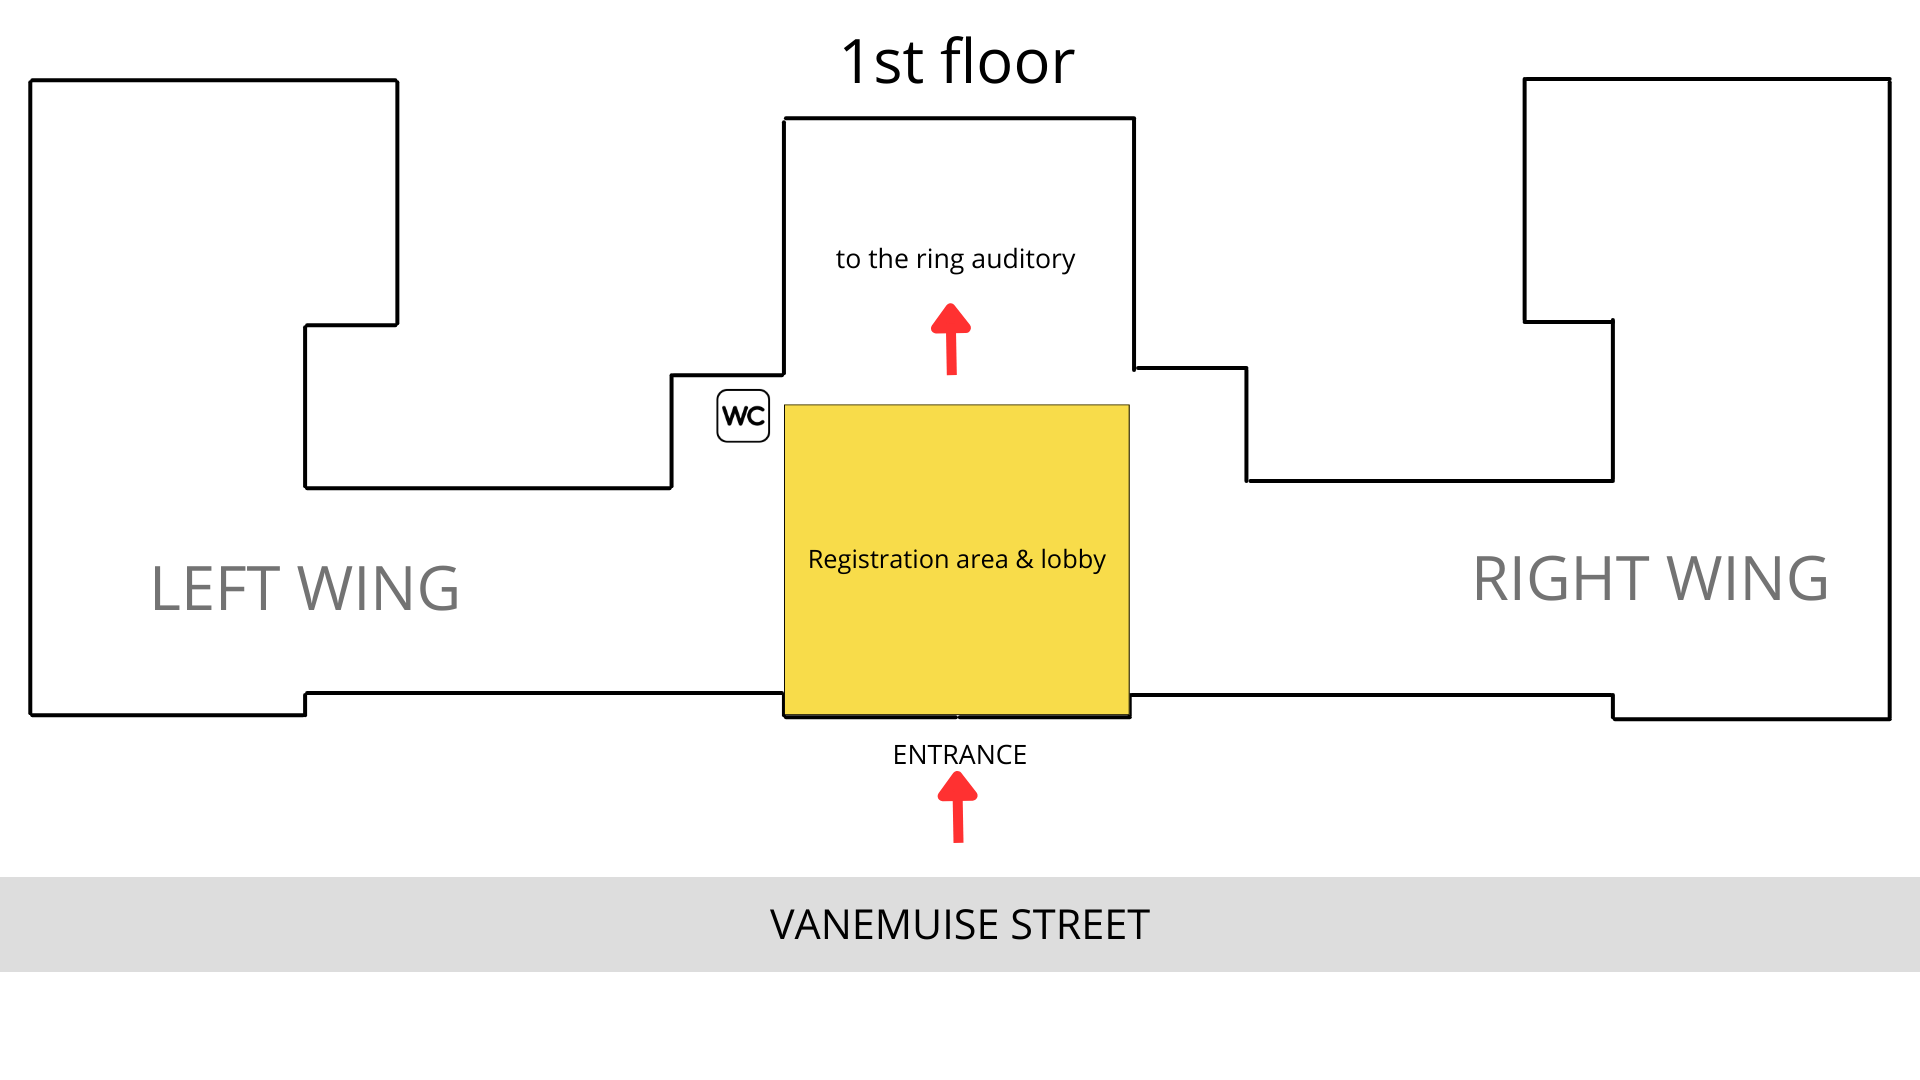 1st floor
to the ring auditory
WC
Registration area & lobby
LEFT WING
RIGHT WING
ENTRANCE
VANEMUISE STREET